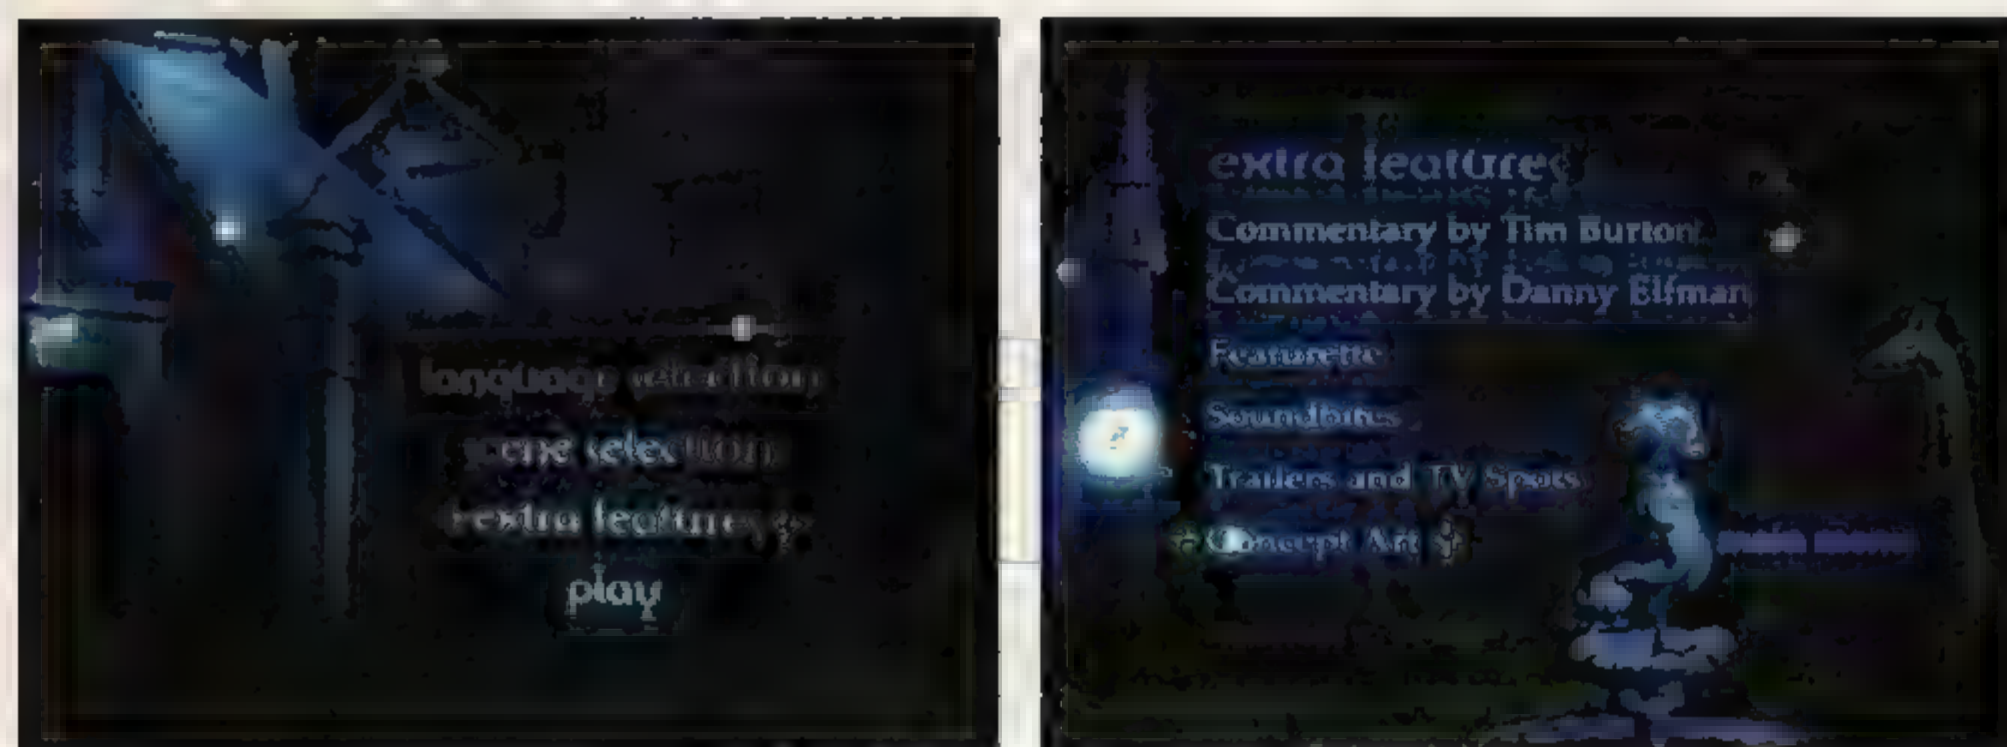 language selection
scene selection
extra features
play
extra features
Commentary by Tim Burton
Commentary by Danny Elfman
Featurette
Soundbites
Trailers and TV Spots
Concept Art